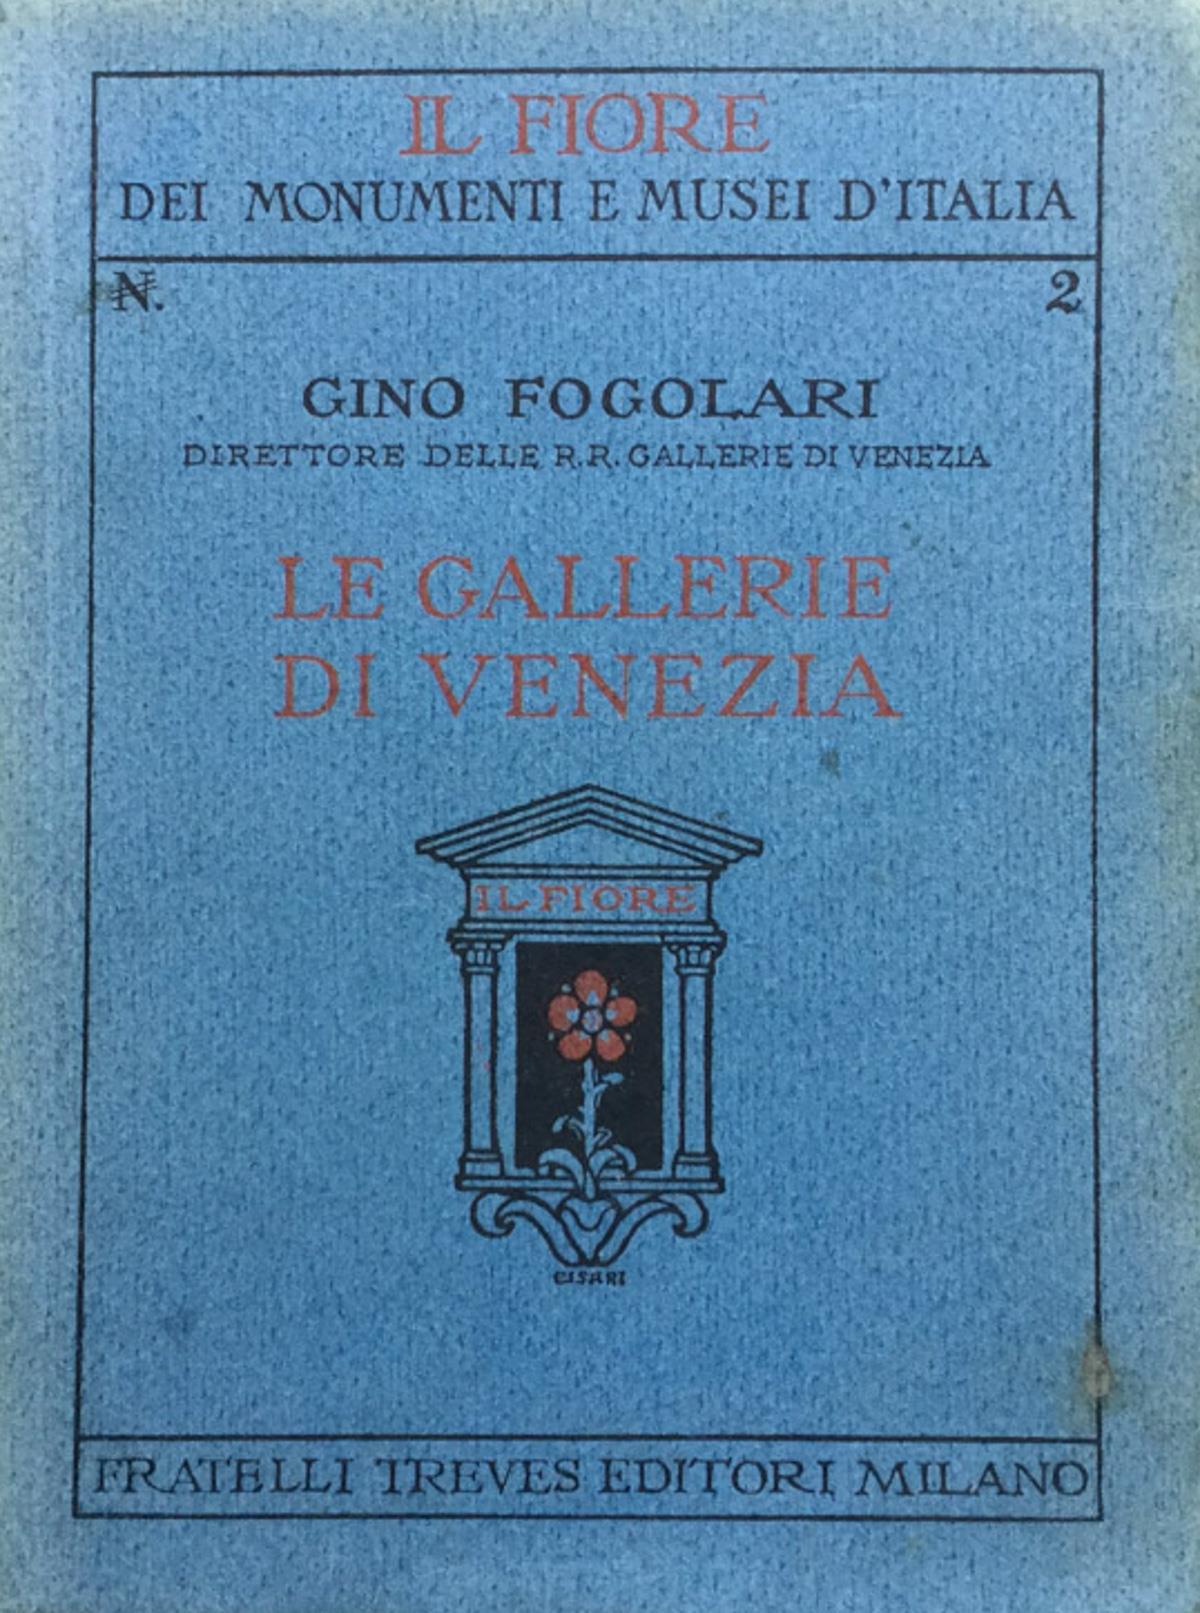 IL FIORE
DEI MONUMENTI E MUSEI D'ITALIA
N. 2
GINO FOGOLARI
DIRETTORE DELLE R.R. GALLERIE DI VENEZIA
LE GALLERIE
DI VENEZIA
IL·FIORE
CISARI
FRATELLI TREVES EDITORI MILANO